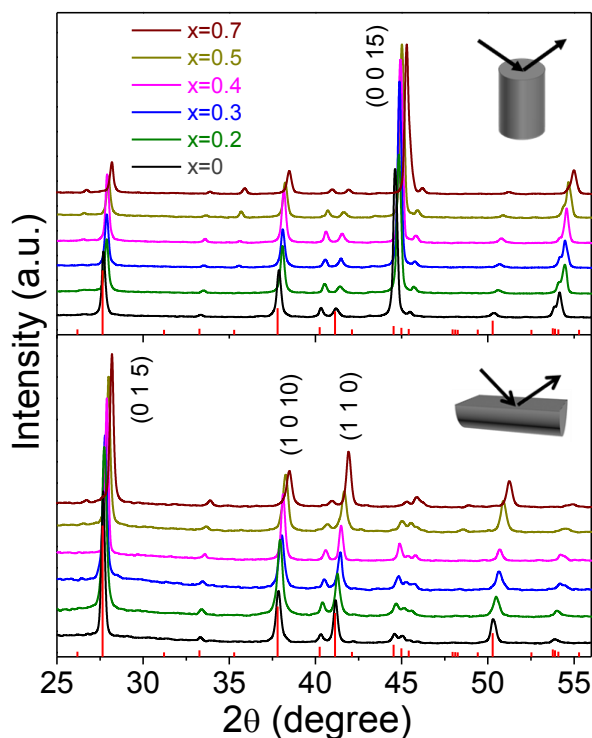 x=0.7
x=0.5
x=0.4
x=0.3
x=0.2
x=0
(0 0 15)
(0 1 5)
(1 0 10)
(1 1 0)
Intensity (a.u.)
25 30 35 40 45 50 55
2θ (degree)